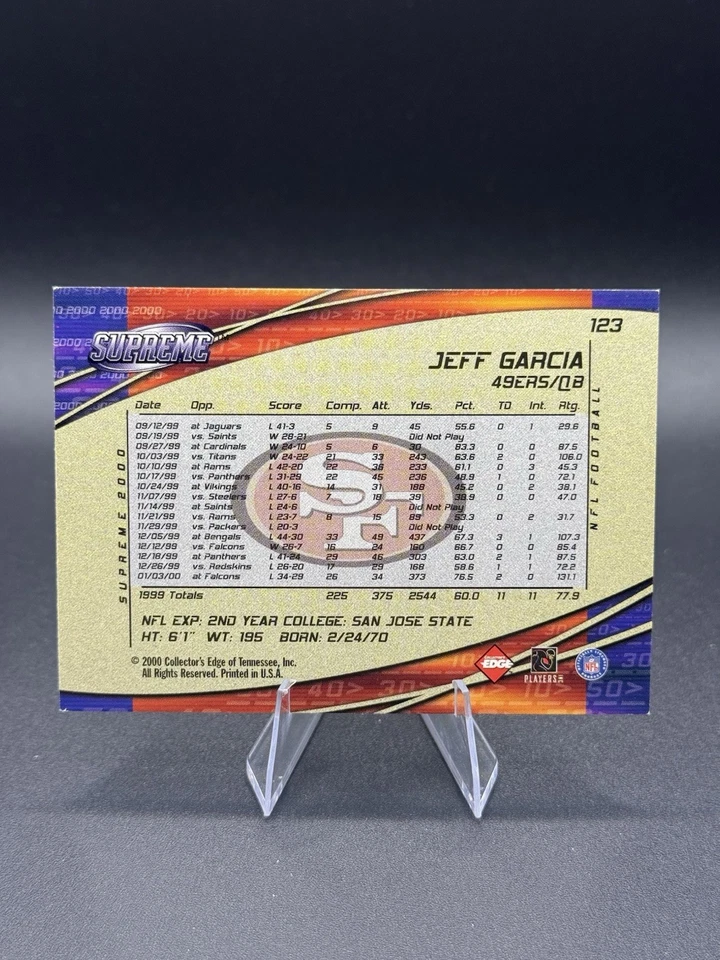 2000 2000 2000 2000
SUPREME
123
JEFF GARCIA
49ERS/QB
Date Opp. Score Comp. Att. Yds. Pct. TD Int. Rtg.
09/12/99 at Jaguars L 41-3 5 9 45 55.6 0 1 29.6
09/19/99 vs. Saints W 28-21 Did Not Play
09/27/99 at Cardinals W 24-10 5 6 30 83.3 0 0 87.5
10/03/99 vs. Titans W 24-22 21 33 243 63.6 2 0 106.0
10/10/99 at Rams L 42-20 22 36 233 61.1 0 3 45.3
10/17/99 vs. Panthers L 31-29 22 45 236 48.9 1 0 72.1
10/24/99 at Vikings L 40-16 14 31 188 45.2 0 2 38.1
11/07/99 vs. Steelers L 27-6 7 18 39 38.9 0 0 47.0
11/14/99 at Saints L 24-6 Did Not Play
11/21/99 vs. Rams L 23-7 8 15 89 53.3 0 2 31.7
11/29/99 vs. Packers L 20-3 Did Not Play
12/05/99 at Bengals L 44-30 33 49 437 67.3 3 1 107.3
12/12/99 vs. Falcons W 26-7 16 24 160 66.7 0 0 85.4
12/18/99 at Panthers L 41-24 29 46 303 63.0 2 1 87.5
12/26/99 vs. Redskins L 26-20 17 29 168 58.6 1 1 72.2
01/03/00 at Falcons L 34-29 26 34 373 76.5 2 0 131.1
1999 Totals 225 375 2544 60.0 11 11 77.9
SF
SUPREME 2000
NFL FOOTBALL
NFL EXP: 2ND YEAR COLLEGE: SAN JOSE STATE
HT: 6'1" WT: 195 BORN: 2/24/70
© 2000 Collector's Edge of Tennessee, Inc.
All Rights Reserved. Printed in U.S.A.
EDGE
PLAYERS INC
NFL